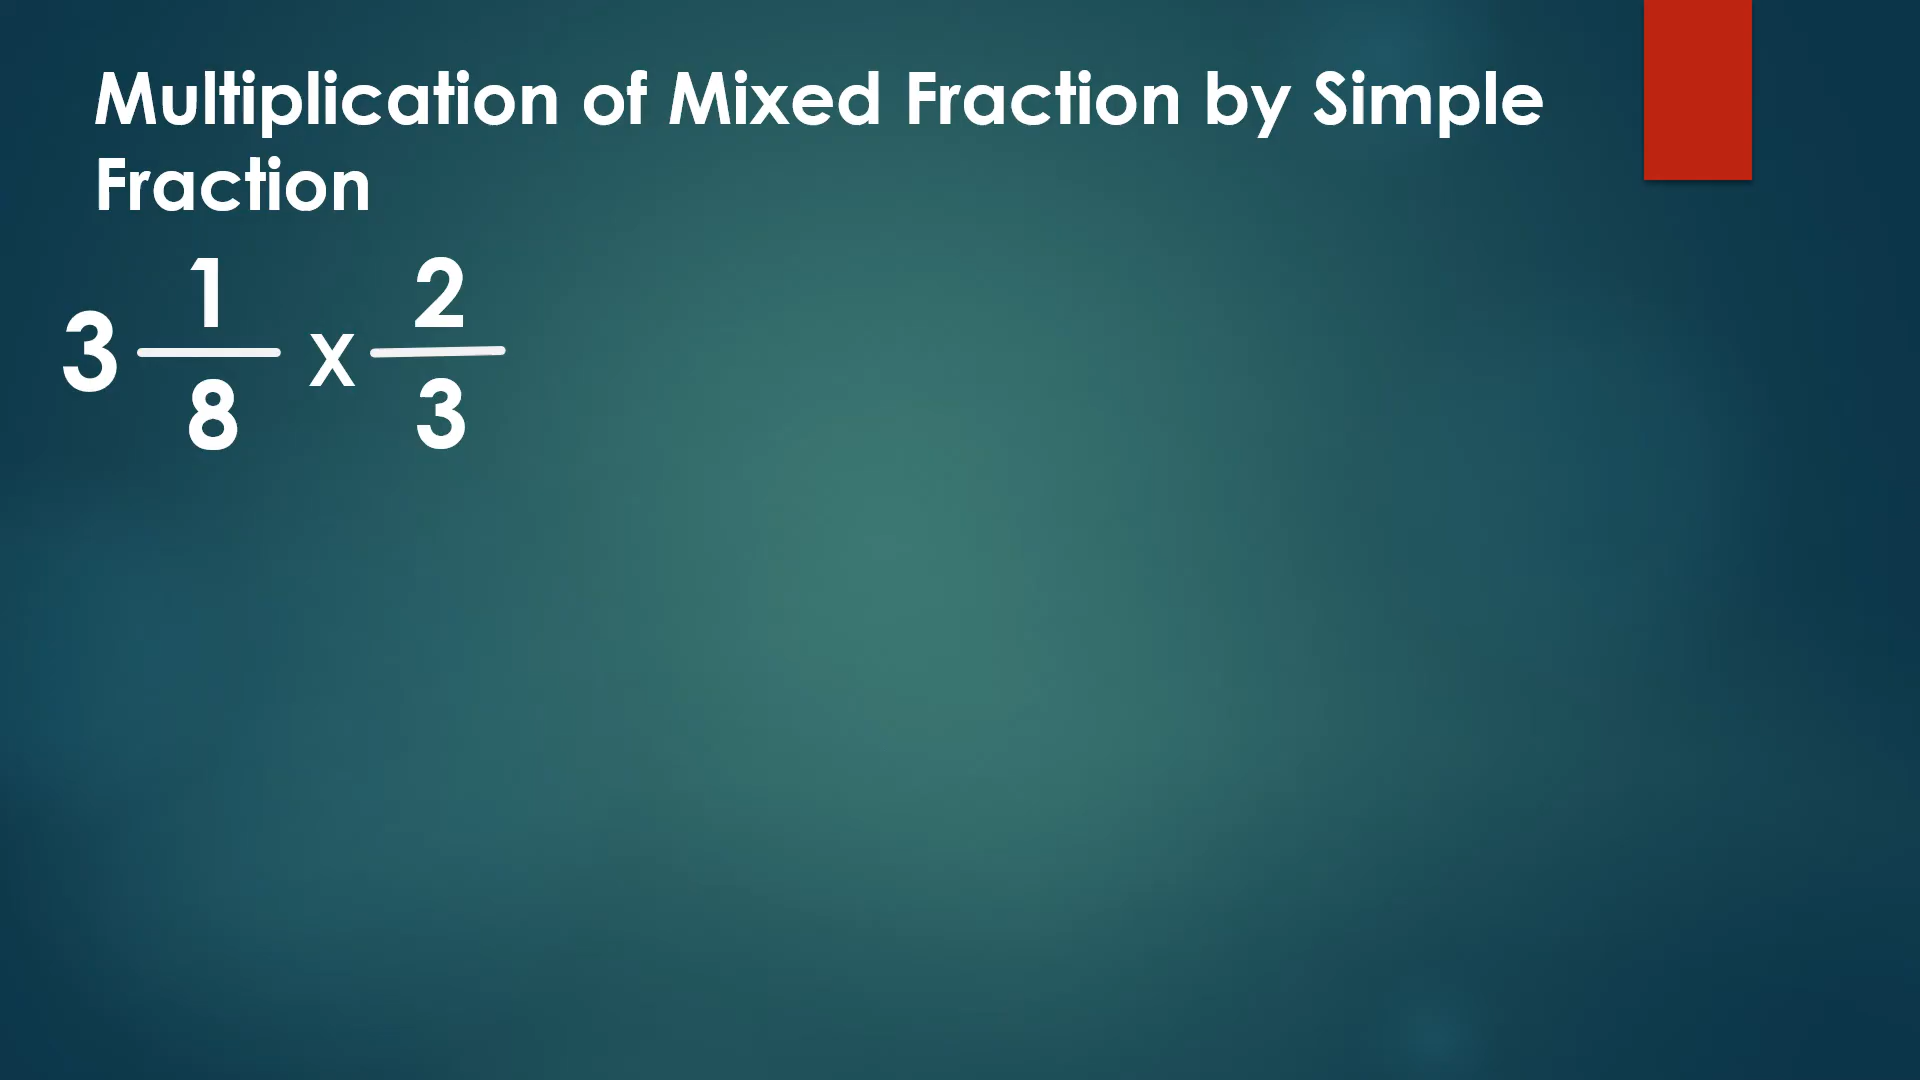 Multiplication of Mixed Fraction by Simple
Fraction
3 1/8 x 2/3